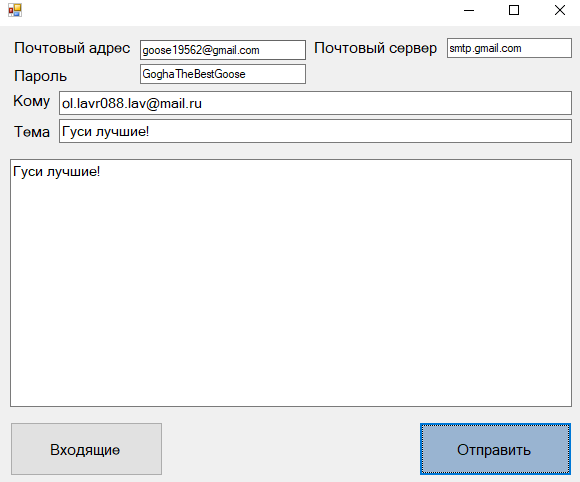 Почтовый адрес goose19562@gmail.com Почтовый сервер smtp.gmail.com
Пароль GoghaTheBestGoose
Кому ol.lavr088.lav@mail.ru
Тема Гуси лучшие!
Гуси лучшие!
Входящие Отправить